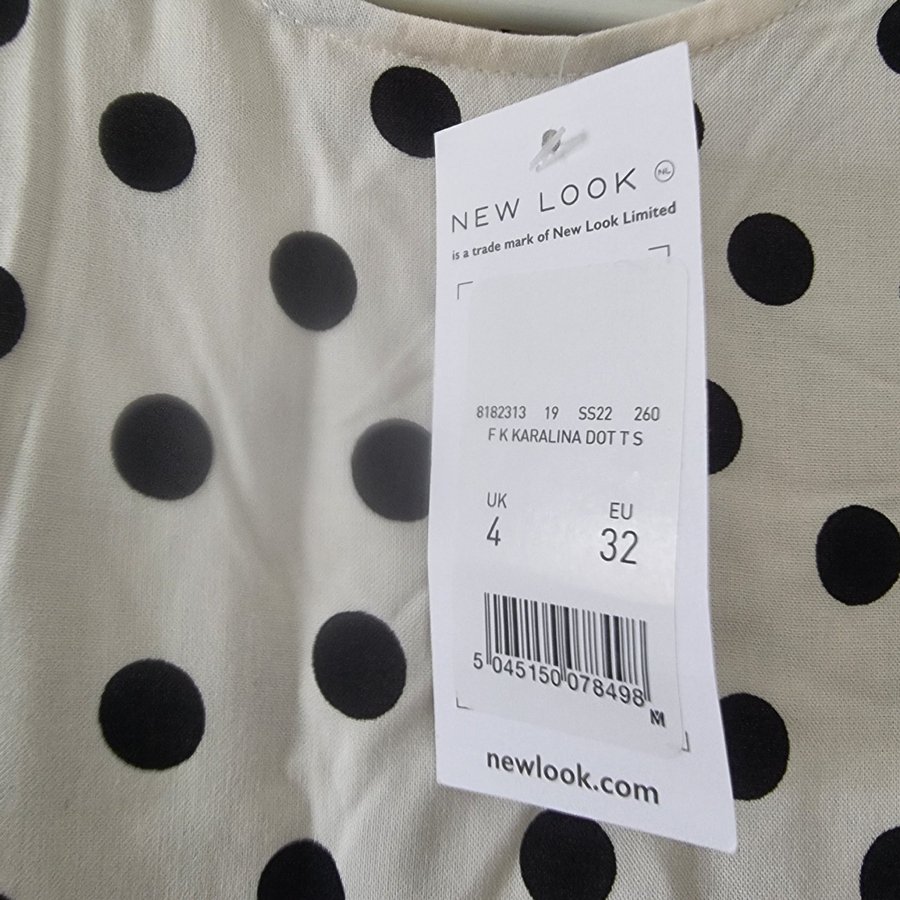 NEW LOOK NL
is a trade mark of New Look Limited
8182313 19 SS22 260
F K KARALINA DOT T S
UK EU
4 32
5 045150 078498
M
newlook.com